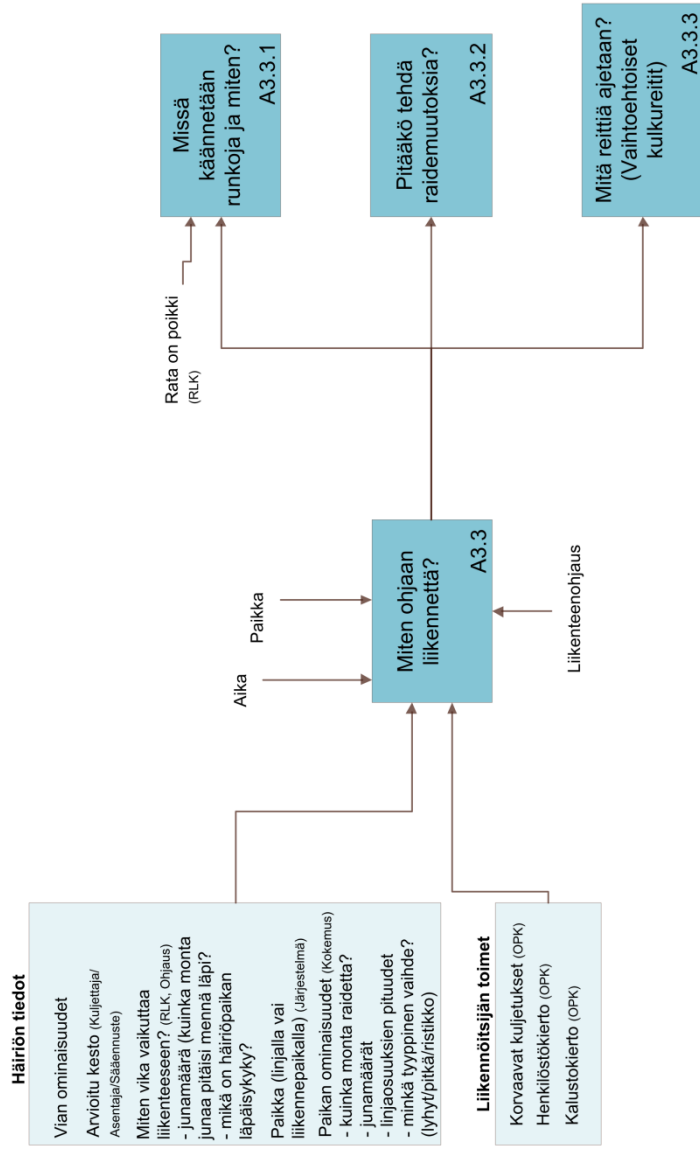 Häiriön tiedot
Vian ominaisuudet
Arvioitu kesto (Kuljettaja/
Asentaja/Sääennuste)
Miten vika vaikuttaa
liikenteeseen? (RLK, Ohjaus)
- junamäärä (kuinka monta
junaa pitäisi mennä läpi?
- mikä on häiriöpaikan
läpäisykyky?
Paikka (linjalla vai
liikennepaikalla) (Järjestelmä)
Paikan ominaisuudet (Kokemus)
- kuinka monta raidetta?
- junamäärät
- linjaosuuksien pituudet
- minkä tyyppinen vaihde?
(lyhyt/pitkä/ristikko)
Liikennöitsijän toimet
Korvaavat kuljetukset (OPK)
Henkilöstökierto (OPK)
Kalustokierto (OPK)
Aika
Paikka
Miten ohjaan
liikennettä?
A3.3
Liikenteenohjaus
Rata on poikki
(RLK)
Missä
käännetään
runkoja ja miten?
A3.3.1
Pitääkö tehdä
raidemuutoksia?
A3.3.2
Mitä reittiä ajetaan?
(Vaihtoehtoiset
kulkureitit)
A3.3.3